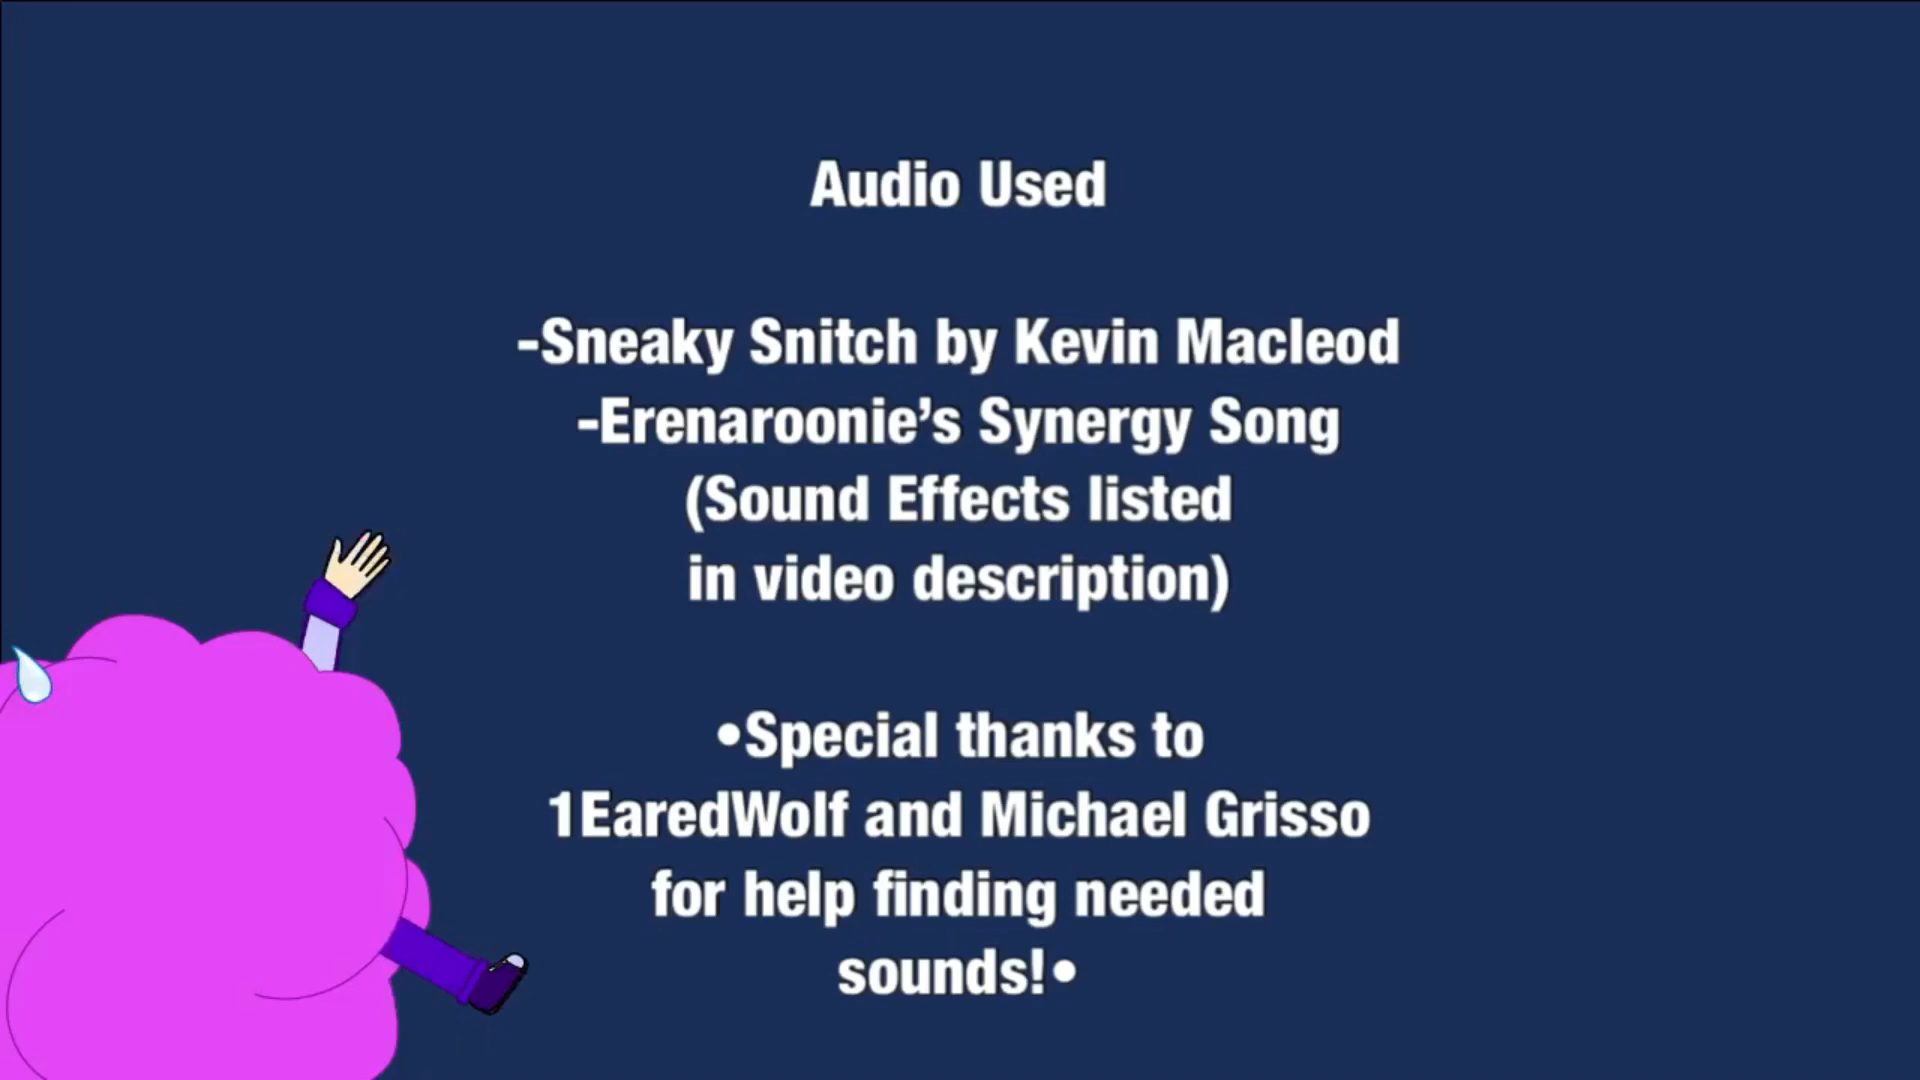 Audio Used
-Sneaky Snitch by Kevin Macleod
-Erenaroonie’s Synergy Song
(Sound Effects listed
in video description)
•Special thanks to
1EaredWolf and Michael Grisso
for help finding needed
sounds!•